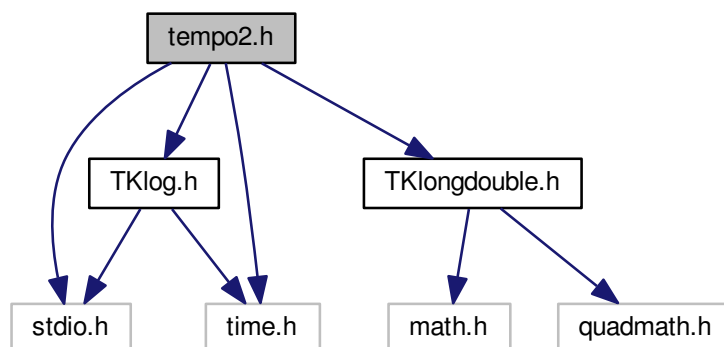 tempo2.h
TKlog.h
TKlongdouble.h
stdio.h
time.h
math.h
quadmath.h